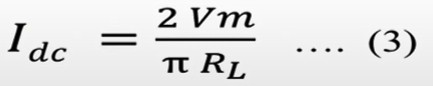 I_dc = 2 Vm / π R_L .... (3)